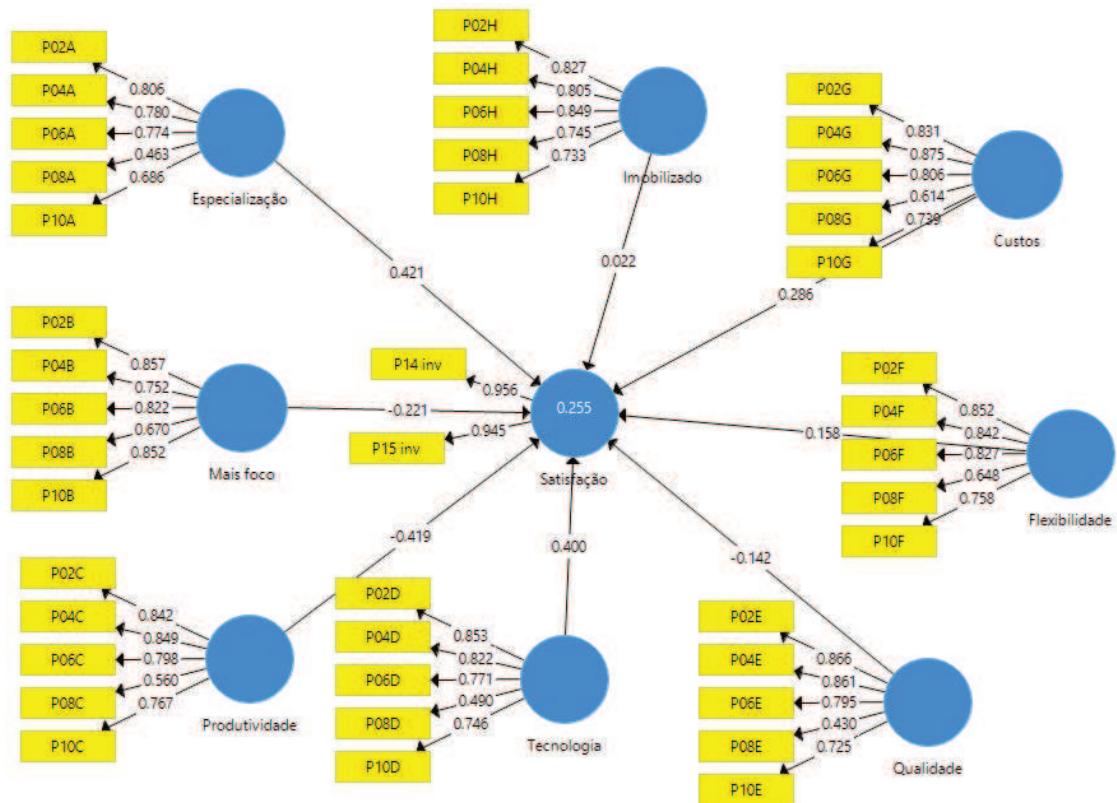 P02A
P04A
P06A
P08A
P10A
0.806
0.780
0.774
0.463
0.686
Especialização
0.421
P02H
P04H
P06H
P08H
P10H
0.827
0.805
0.849
0.745
0.733
Imobilizado
0.022
P02G
P04G
P06G
P08G
P10G
0.831
0.875
0.806
0.614
0.739
Custos
0.286
P02B
P04B
P06B
P08B
P10B
0.857
0.752
0.822
0.670
0.852
Mais foco
-0.221
P14 inv
P15 inv
0.956
0.945
0.255
Satisfação
P02F
P04F
P06F
P08F
P10F
0.852
0.842
0.827
0.648
0.758
Flexibilidade
0.158
P02C
P04C
P06C
P08C
P10C
0.842
0.849
0.798
0.560
0.767
Produtividade
-0.419
P02D
P04D
P06D
P08D
P10D
0.853
0.822
0.771
0.490
0.746
Tecnologia
0.400
P02E
P04E
P06E
P08E
P10E
0.866
0.861
0.795
0.430
0.725
Qualidade
-0.142